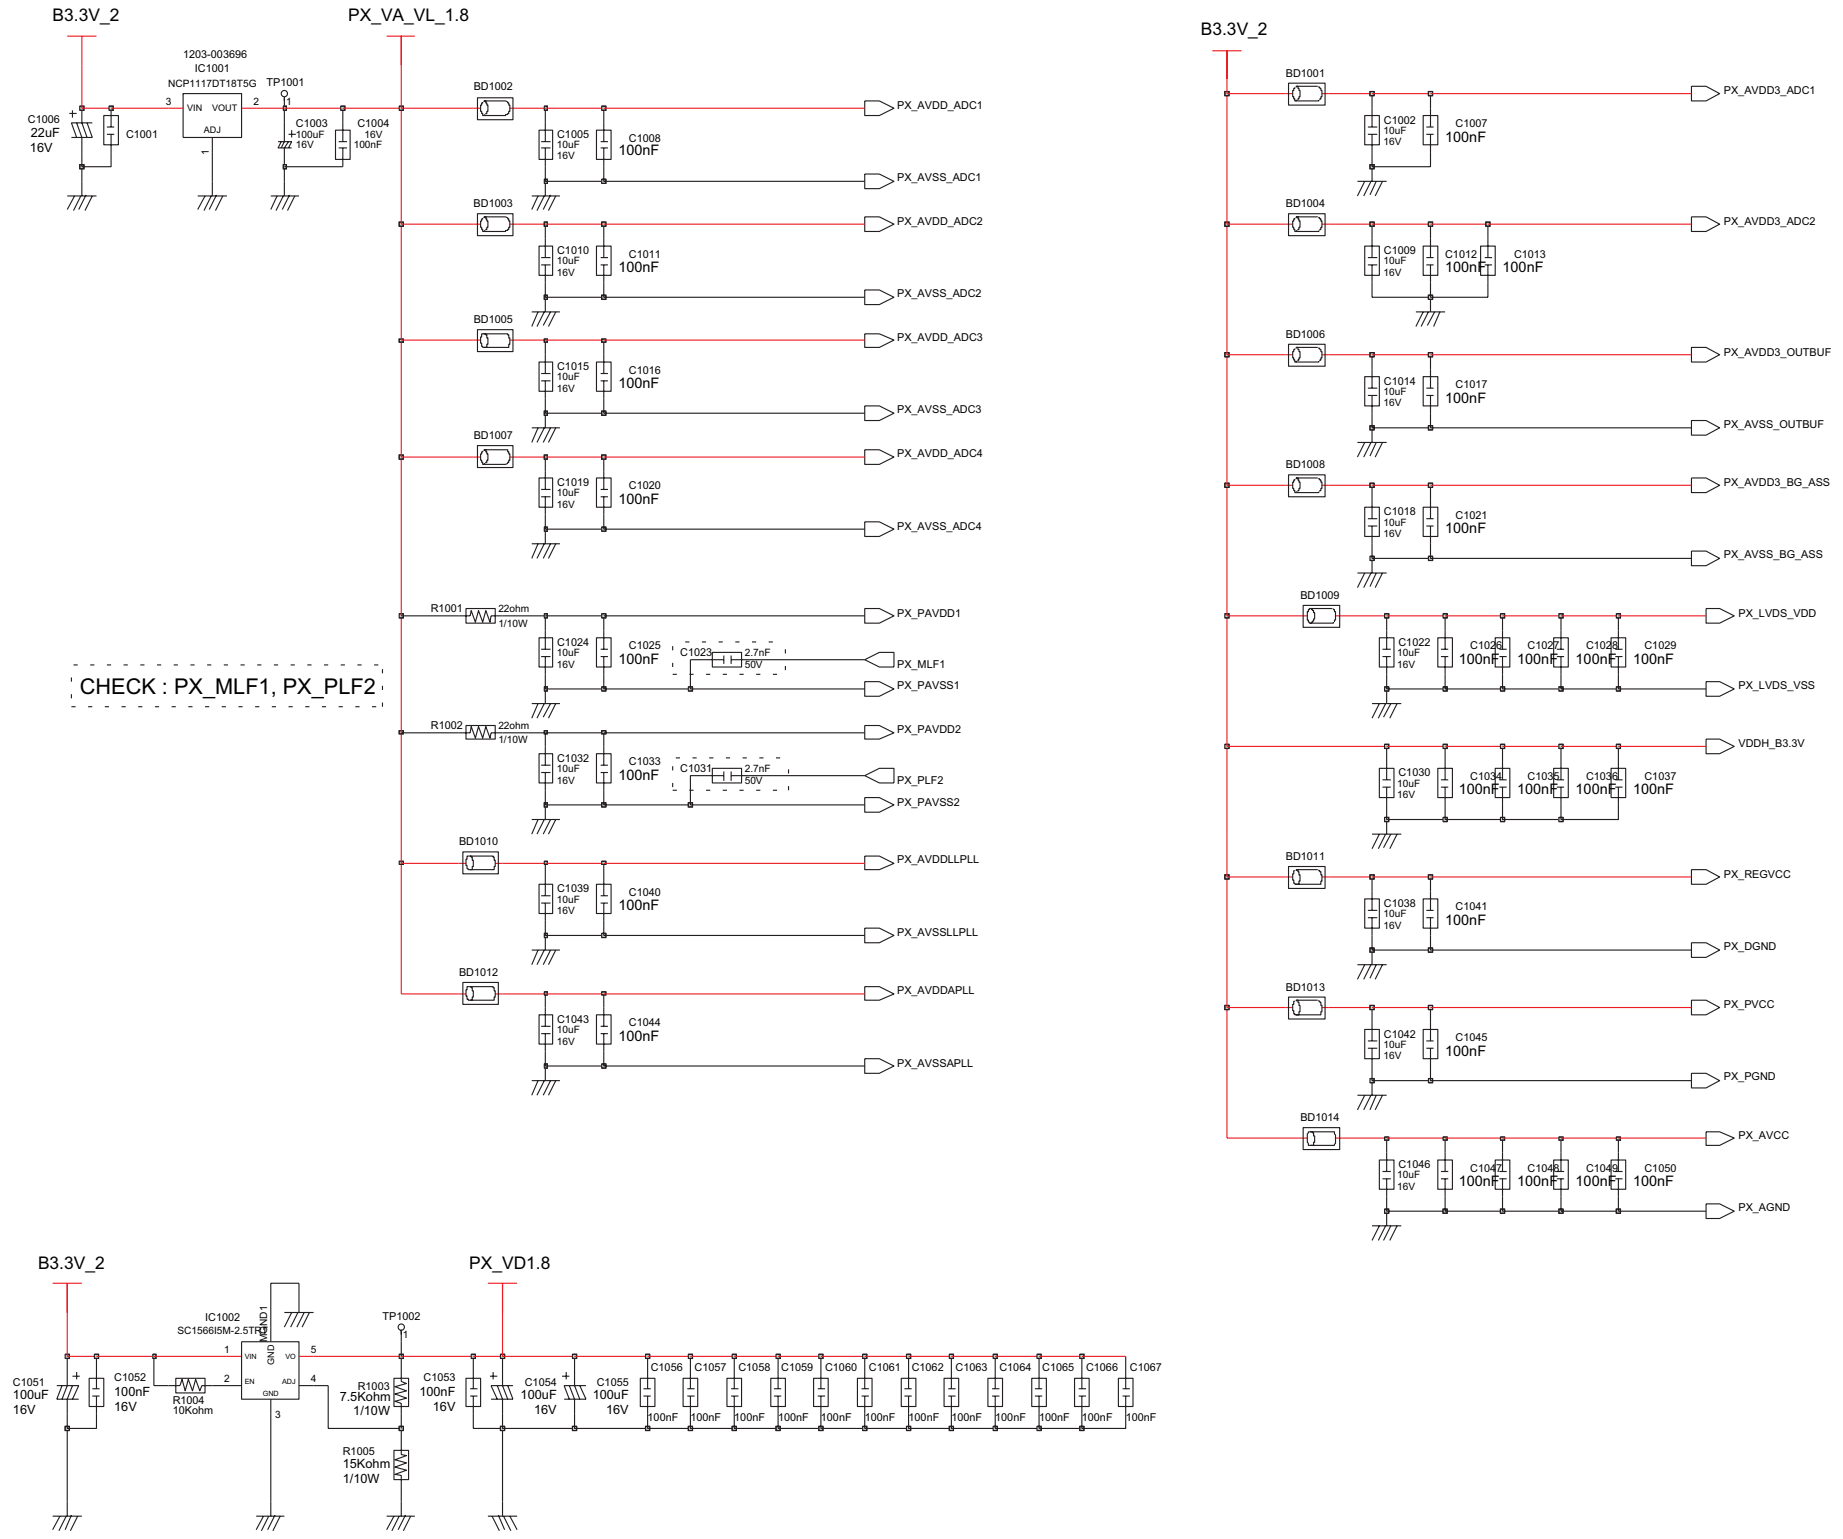 B3.3V_2
PX_VA_VL_1.8
1203-003696
IC1001
NCP1117DT18T5G
TP1001
1
3
VIN
VOUT
2
ADJ
1
C1006
22uF
16V
C1001
C1003
+100uF
16V
C1004
16V
100nF
BD1002
C1005
10uF
16V
C1008
100nF
PX_AVDD_ADC1
PX_AVSS_ADC1
BD1003
C1010
10uF
16V
C1011
100nF
PX_AVDD_ADC2
PX_AVSS_ADC2
BD1005
C1015
10uF
16V
C1016
100nF
PX_AVDD_ADC3
PX_AVSS_ADC3
BD1007
C1019
10uF
16V
C1020
100nF
PX_AVDD_ADC4
PX_AVSS_ADC4
CHECK : PX_MLF1, PX_PLF2
R1001
22ohm
1/10W
C1024
10uF
16V
C1025
100nF
C1023
2.7nF
50V
PX_PAVDD1
PX_MLF1
PX_PAVSS1
R1002
22ohm
1/10W
C1032
10uF
16V
C1033
100nF
C1031
2.7nF
50V
PX_PAVDD2
PX_PLF2
PX_PAVSS2
BD1010
C1039
10uF
16V
C1040
100nF
PX_AVDDLLPLL
PX_AVSSLLPLL
BD1012
C1043
10uF
16V
C1044
100nF
PX_AVDDAPLL
PX_AVSSAPLL
B3.3V_2
BD1001
C1002
10uF
16V
C1007
100nF
PX_AVDD3_ADC1
BD1004
C1009
10uF
16V
C1012
100nF
C1013
100nF
PX_AVDD3_ADC2
BD1006
C1014
10uF
16V
C1017
100nF
PX_AVDD3_OUTBUF
PX_AVSS_OUTBUF
BD1008
C1018
10uF
16V
C1021
100nF
PX_AVDD3_BG_ASS
PX_AVSS_BG_ASS
BD1009
C1022
10uF
16V
C1026
100nF
C1027
100nF
C1028
100nF
C1029
100nF
PX_LVDS_VDD
PX_LVDS_VSS
VDDH_B3.3V
C1030
10uF
16V
C1034
100nF
C1035
100nF
C1036
100nF
C1037
100nF
BD1011
C1038
10uF
16V
C1041
100nF
PX_REGVCC
PX_DGND
BD1013
C1042
10uF
16V
C1045
100nF
PX_PVCC
PX_PGND
BD1014
C1046
10uF
16V
C1047
100nF
C1048
100nF
C1049
100nF
C1050
100nF
PX_AVCC
PX_AGND
B3.3V_2
PX_VD1.8
IC1002
SC1566I5M-2.5TR
MGND1
GND
1
VIN
VO
5
2
EN
ADJ
4
GND
3
TP1002
1
C1051
100uF
16V
C1052
100nF
16V
R1004
10Kohm
R1003
7.5Kohm
1/10W
R1005
15Kohm
1/10W
C1053
100nF
16V
C1054
100uF
16V
C1055
100uF
16V
C1056
100nF
C1057
100nF
C1058
100nF
C1059
100nF
C1060
100nF
C1061
100nF
C1062
100nF
C1063
100nF
C1064
100nF
C1065
100nF
C1066
100nF
C1067
100nF